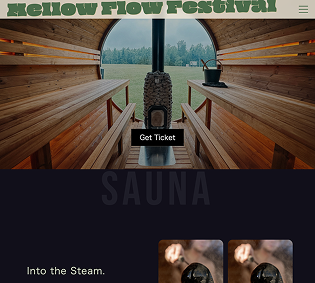 Mellow Flow Festival
Get Ticket
SAUNA
Into the Steam.